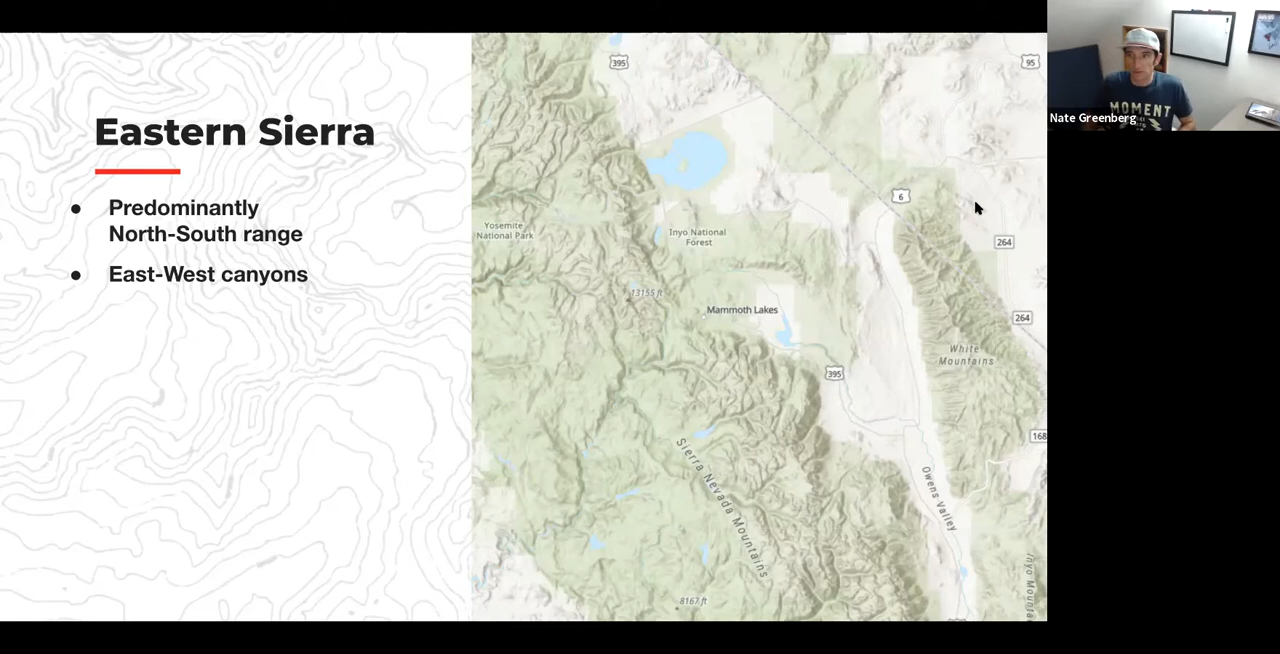 Eastern Sierra
● Predominantly
North-South range
● East-West canyons
395
95
6
264
Yosemite
National Park
Inyo National
Forest
13155 ft
Mammoth Lakes
264
White
Mountains
395
168
Sierra Nevada Mountains
Owens Valley
Inyo Mounta
8167 ft
MOMENT
Nate Greenberg